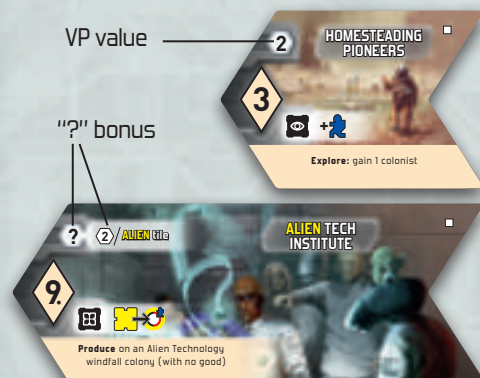 VP value
2
HOMESTEADING
PIONEERS
3
+
Explore: gain 1 colonist
"?" bonus
? 2/ALIEN tile
ALIEN TECH
INSTITUTE
9.
Produce on an Alien Technology
windfall colony (with no good)